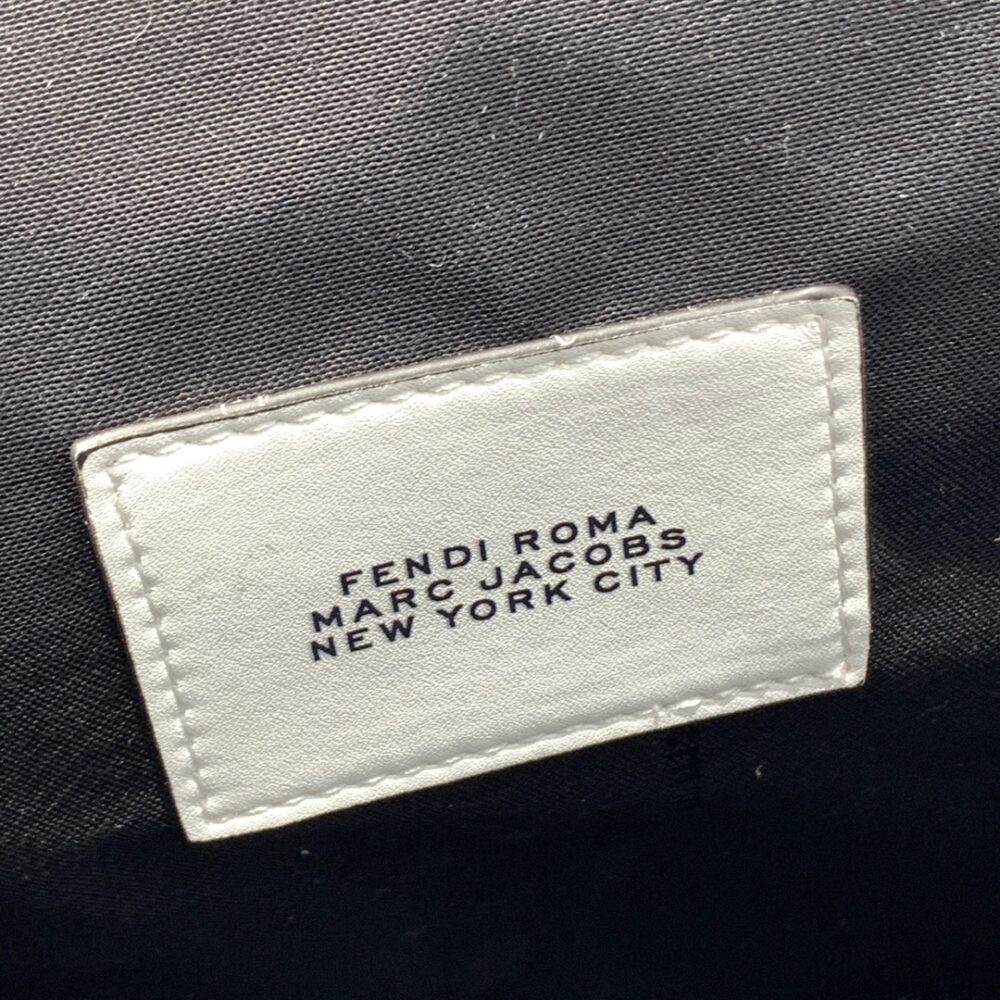 FENDI ROMA
MARC JACOBS
NEW YORK CITY